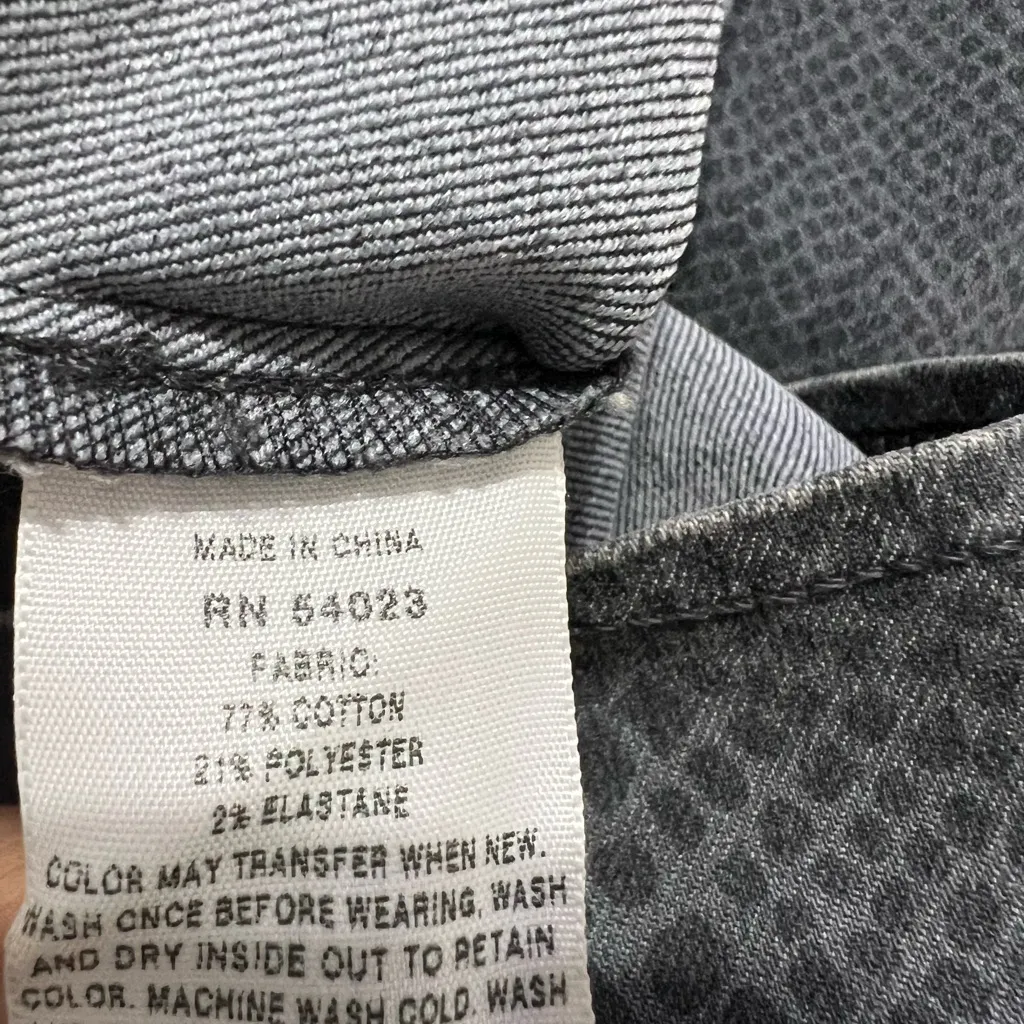 MADE IN CHINA
RN 54023
FABRIC:
77% COTTON
21% POLYESTER
2% ELASTANE
COLOR MAY TRANSFER WHEN NEW.
WASH ONCE BEFORE WEARING. WASH
AND DRY INSIDE OUT TO RETAIN
COLOR. MACHINE WASH COLD. WASH